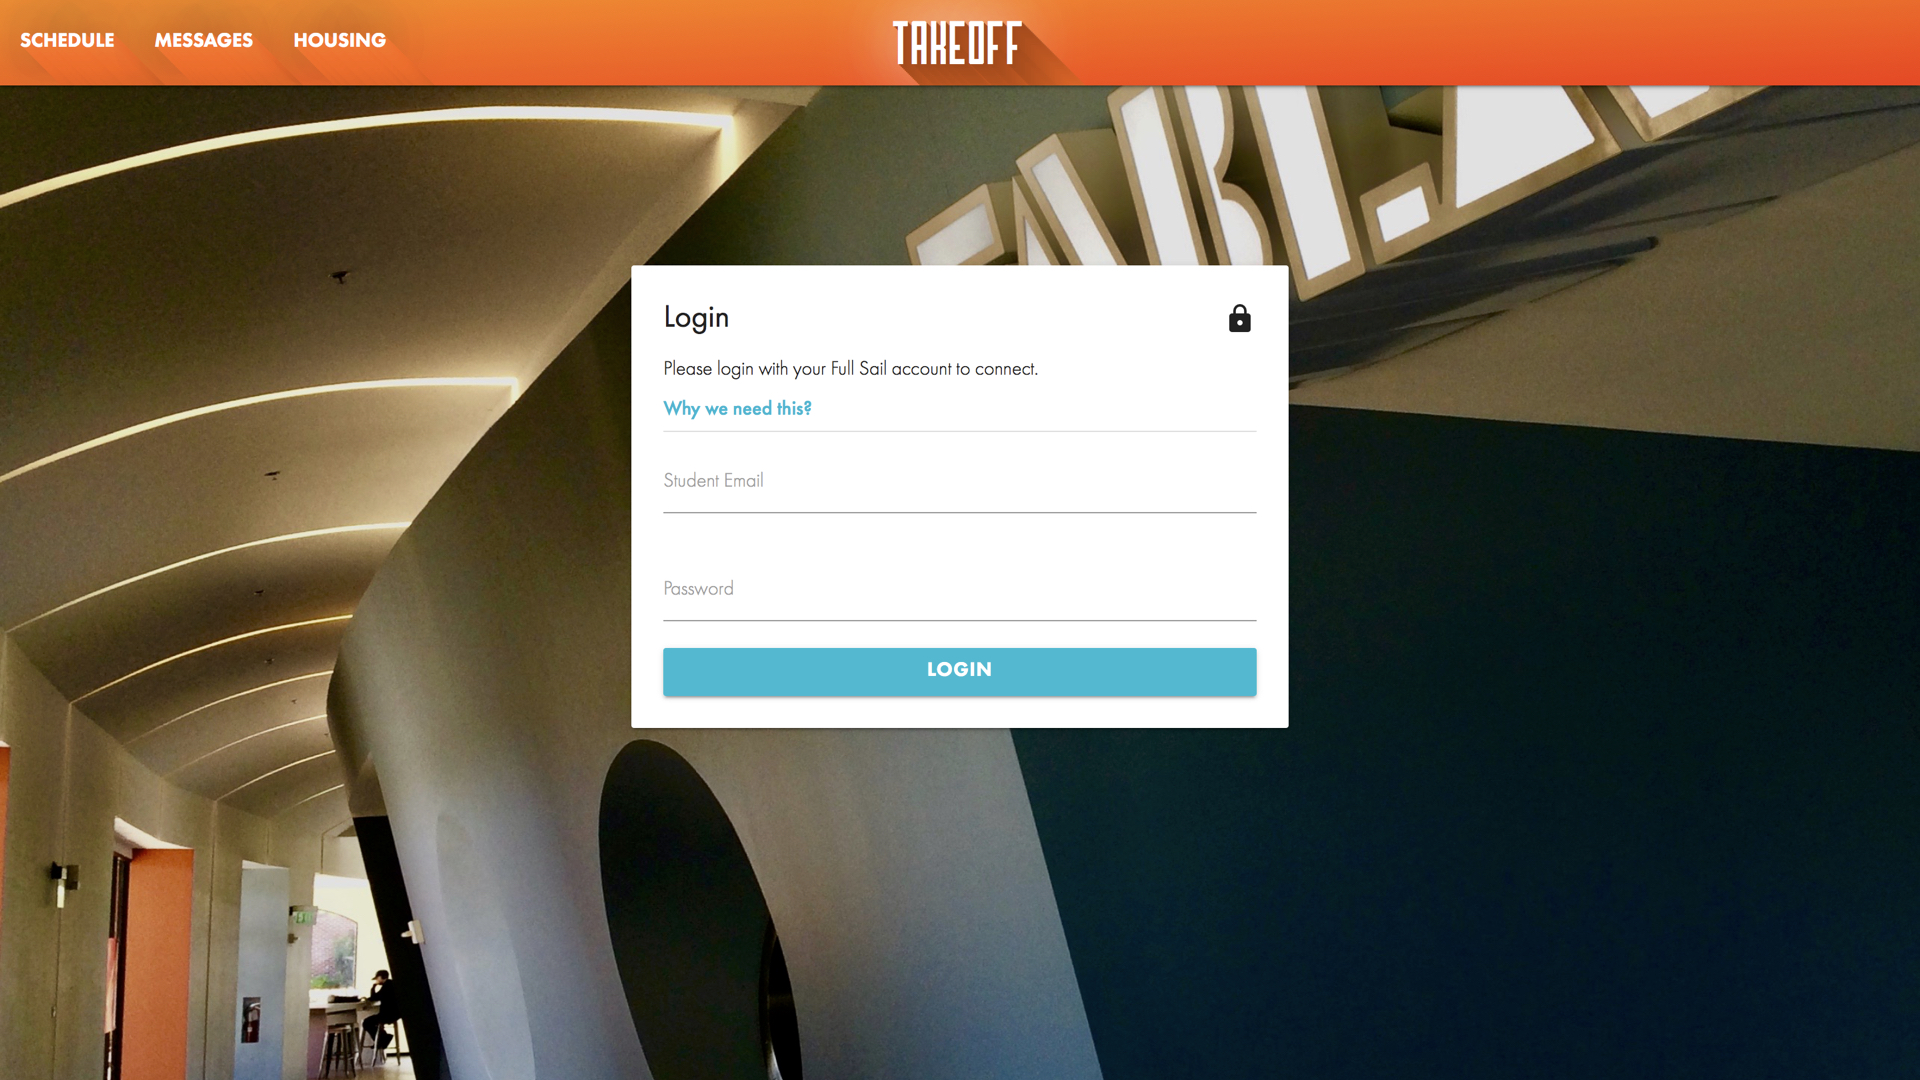 SCHEDULE MESSAGES HOUSING TAKEOFF
Login
Please login with your Full Sail account to connect.
Why we need this?
Student Email
Password
LOGIN